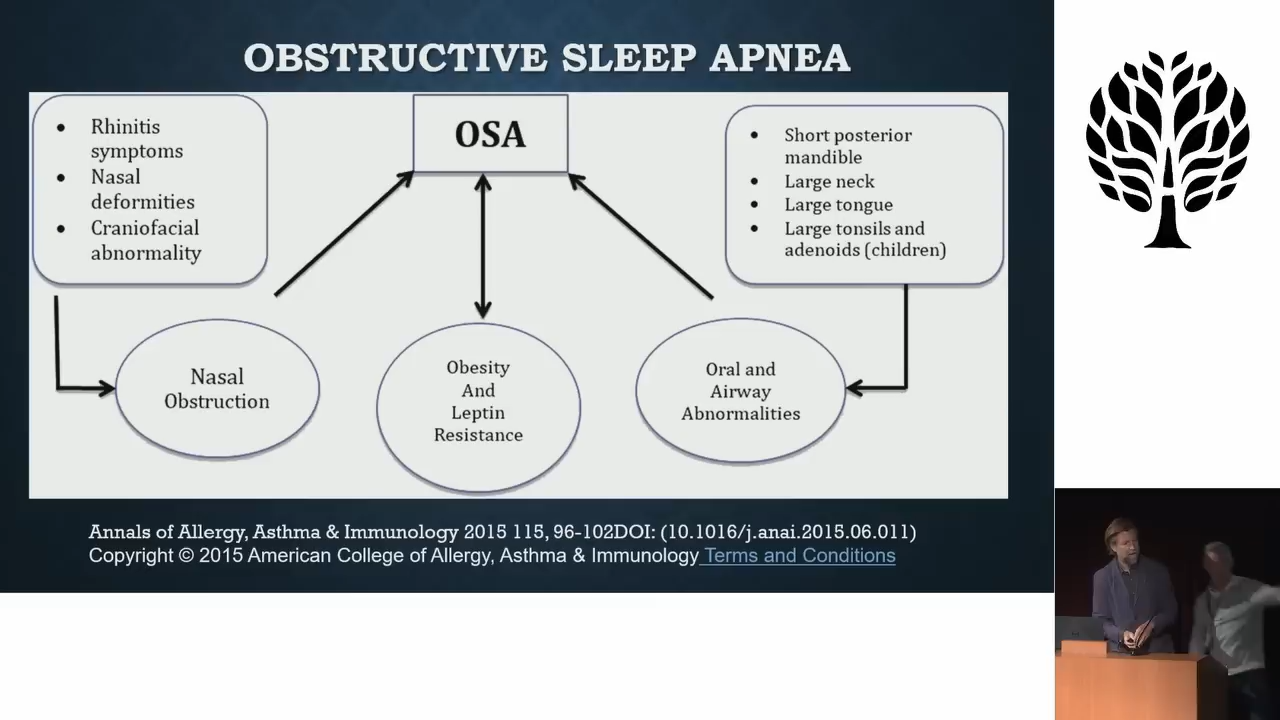 OBSTRUCTIVE SLEEP APNEA
• Rhinitis
symptoms
• Nasal
deformities
• Craniofacial
abnormality
OSA
• Short posterior
mandible
• Large neck
• Large tongue
• Large tonsils and
adenoids (children)
Nasal
Obstruction
Obesity
And
Leptin
Resistance
Oral and
Airway
Abnormalities
Annals of Allergy, Asthma & Immunology 2015 115, 96-102DOI: (10.1016/j.anai.2015.06.011)
Copyright © 2015 American College of Allergy, Asthma & Immunology Terms and Conditions